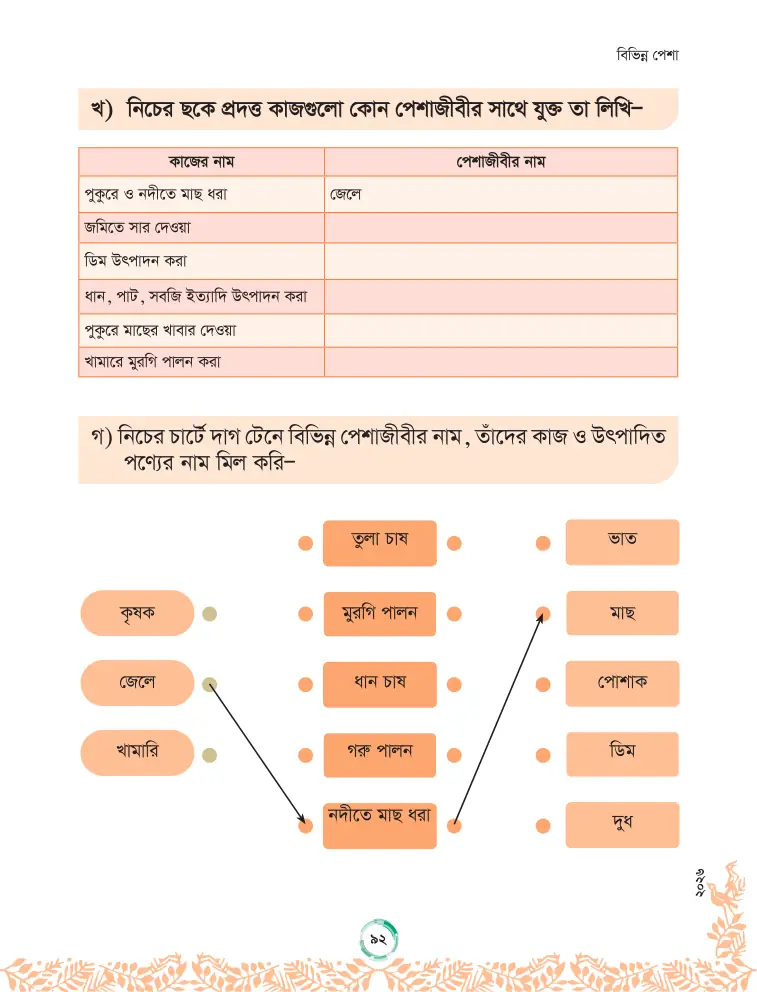 বিভিন্ন পেশা
খ) নিচের ছকে প্রদত্ত কাজগুলো কোন পেশাজীবীর সাথে যুক্ত তা লিখি–
কাজের নাম পেশাজীবীর নাম
পুকুরে ও নদীতে মাছ ধরা জেলে
জমিতে সার দেওয়া
ডিম উৎপাদন করা
ধান, পাট, সবজি ইত্যাদি উৎপাদন করা
পুকুরে মাছের খাবার দেওয়া
খামারে মুরগি পালন করা
গ) নিচের চার্টে দাগ টেনে বিভিন্ন পেশাজীবীর নাম, তাঁদের কাজ ও উৎপাদিত
পণ্যের নাম মিল করি–
তুলা চাষ ভাত
কৃষক মুরগি পালন মাছ
জেলে ধান চাষ পোশাক
খামারি গরু পালন ডিম
নদীতে মাছ ধরা দুধ
২০২৬
৯২